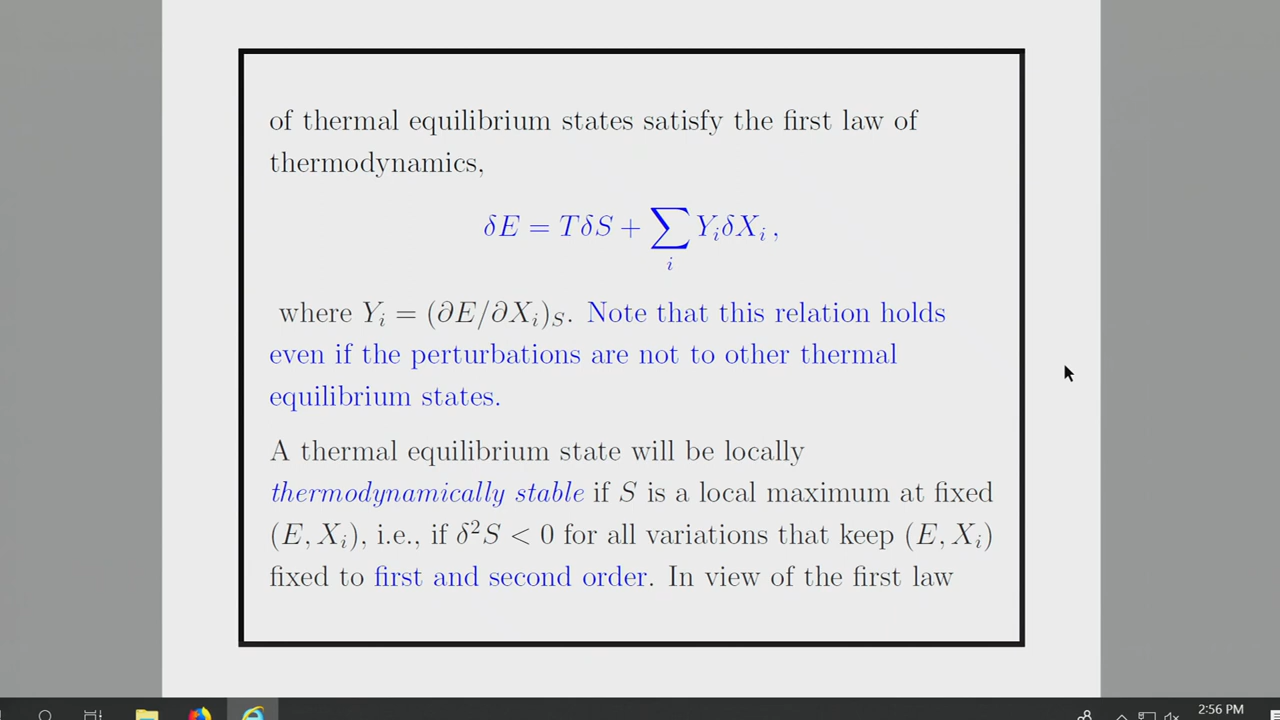 of thermal equilibrium states satisfy the first law of
thermodynamics,
δE = TδS + ∑_i Y_iδX_i ,
where Y_i = (∂E/∂X_i)_S. Note that this relation holds
even if the perturbations are not to other thermal
equilibrium states.
A thermal equilibrium state will be locally
thermodynamically stable if S is a local maximum at fixed
(E, X_i), i.e., if δ²S < 0 for all variations that keep (E, X_i)
fixed to first and second order. In view of the first law
2:56 PM